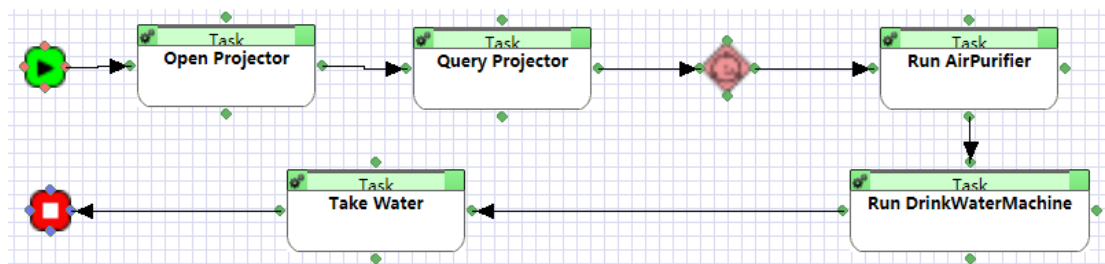 Task
Open Projector
Task
Query Projector
Task
Run AirPurifier
Task
Take Water
Task
Run DrinkWaterMachine